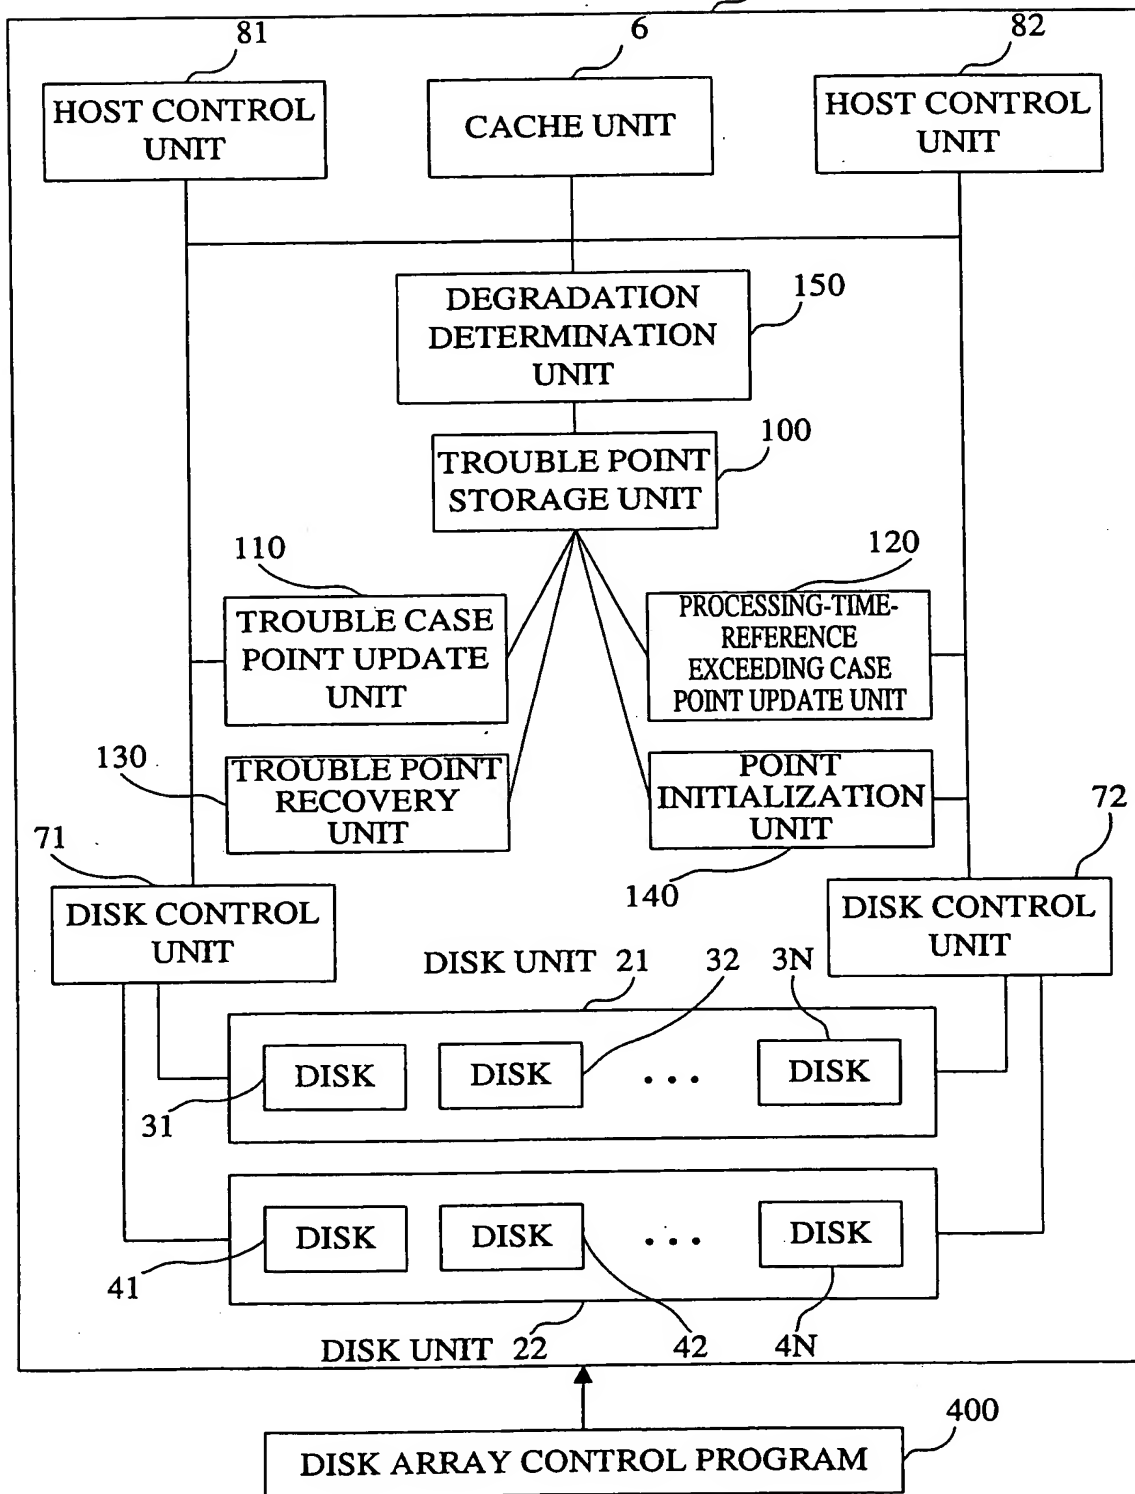 81
6
82
HOST CONTROL
UNIT
CACHE UNIT
HOST CONTROL
UNIT
DEGRADATION
DETERMINATION
UNIT
150
TROUBLE POINT
STORAGE UNIT
100
110
120
TROUBLE CASE
POINT UPDATE
UNIT
PROCESSING-TIME-
REFERENCE
EXCEEDING CASE
POINT UPDATE UNIT
130
TROUBLE POINT
RECOVERY
UNIT
POINT
INITIALIZATION
UNIT
71
72
140
DISK CONTROL
UNIT
DISK CONTROL
UNIT
DISK UNIT 21
32
3N
DISK
DISK
• • •
DISK
31
DISK
DISK
• • •
DISK
41
DISK UNIT 22
42
4N
400
DISK ARRAY CONTROL PROGRAM